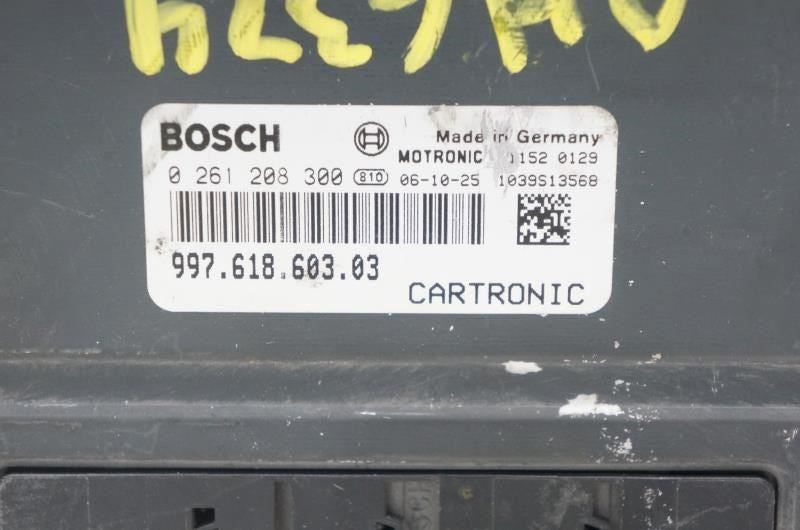 BOSCH Made in Germany
MOTRONIC 1152 0129
0 261 208 300 810 06-10-25 1039S13568
997.618.603.03
CARTRONIC